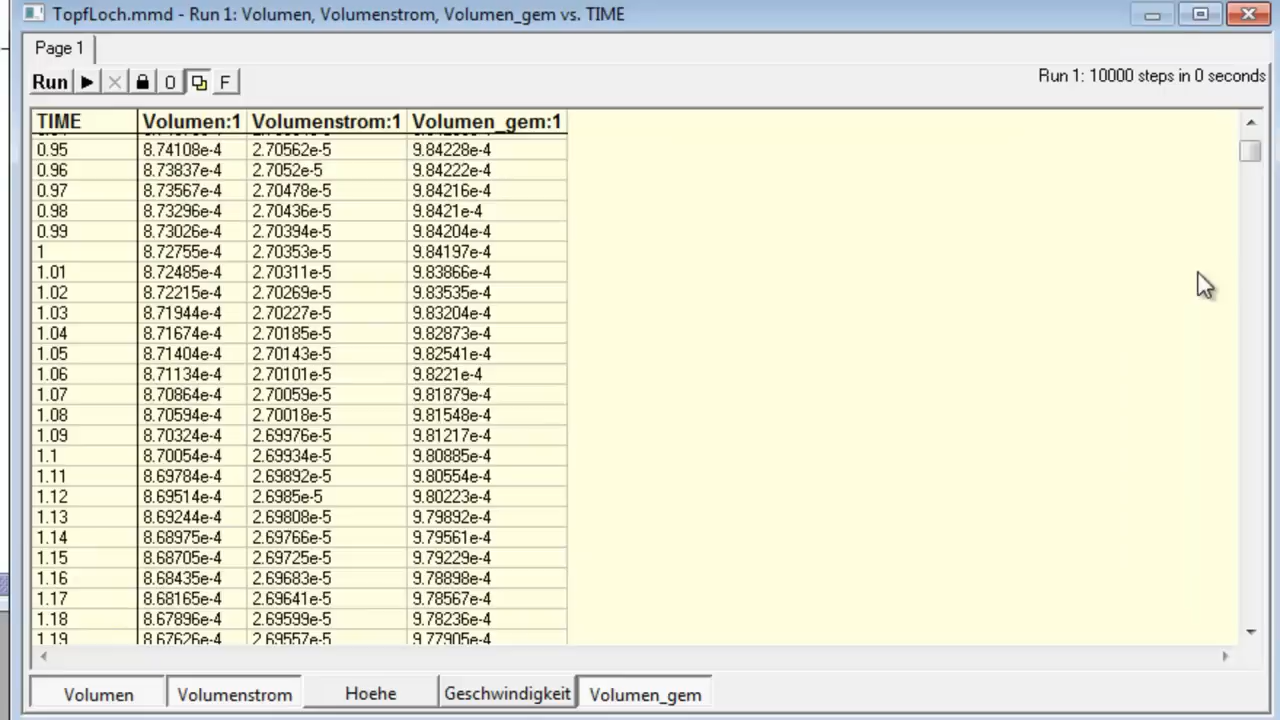 TopfLoch.mmd - Run 1: Volumen, Volumenstrom, Volumen_gem vs. TIME
Page 1
Run O F
Run 1: 10000 steps in 0 seconds
TIME Volumen:1 Volumenstrom:1 Volumen_gem:1
0.95 8.74108e-4 2.70562e-5 9.84228e-4
0.96 8.73837e-4 2.7052e-5 9.84222e-4
0.97 8.73567e-4 2.70478e-5 9.84216e-4
0.98 8.73296e-4 2.70436e-5 9.8421e-4
0.99 8.73026e-4 2.70394e-5 9.84204e-4
1 8.72755e-4 2.70353e-5 9.84197e-4
1.01 8.72485e-4 2.70311e-5 9.83866e-4
1.02 8.72215e-4 2.70269e-5 9.83535e-4
1.03 8.71944e-4 2.70227e-5 9.83204e-4
1.04 8.71674e-4 2.70185e-5 9.82873e-4
1.05 8.71404e-4 2.70143e-5 9.82541e-4
1.06 8.71134e-4 2.70101e-5 9.8221e-4
1.07 8.70864e-4 2.70059e-5 9.81879e-4
1.08 8.70594e-4 2.70018e-5 9.81548e-4
1.09 8.70324e-4 2.69976e-5 9.81217e-4
1.1 8.70054e-4 2.69934e-5 9.80885e-4
1.11 8.69784e-4 2.69892e-5 9.80554e-4
1.12 8.69514e-4 2.6985e-5 9.80223e-4
1.13 8.69244e-4 2.69808e-5 9.79892e-4
1.14 8.68975e-4 2.69766e-5 9.79561e-4
1.15 8.68705e-4 2.69725e-5 9.79229e-4
1.16 8.68435e-4 2.69683e-5 9.78898e-4
1.17 8.68165e-4 2.69641e-5 9.78567e-4
1.18 8.67896e-4 2.69599e-5 9.78236e-4
1.19 8.67626e-4 2.69557e-5 9.77905e-4
Volumen Volumenstrom Hoehe Geschwindigkeit Volumen_gem